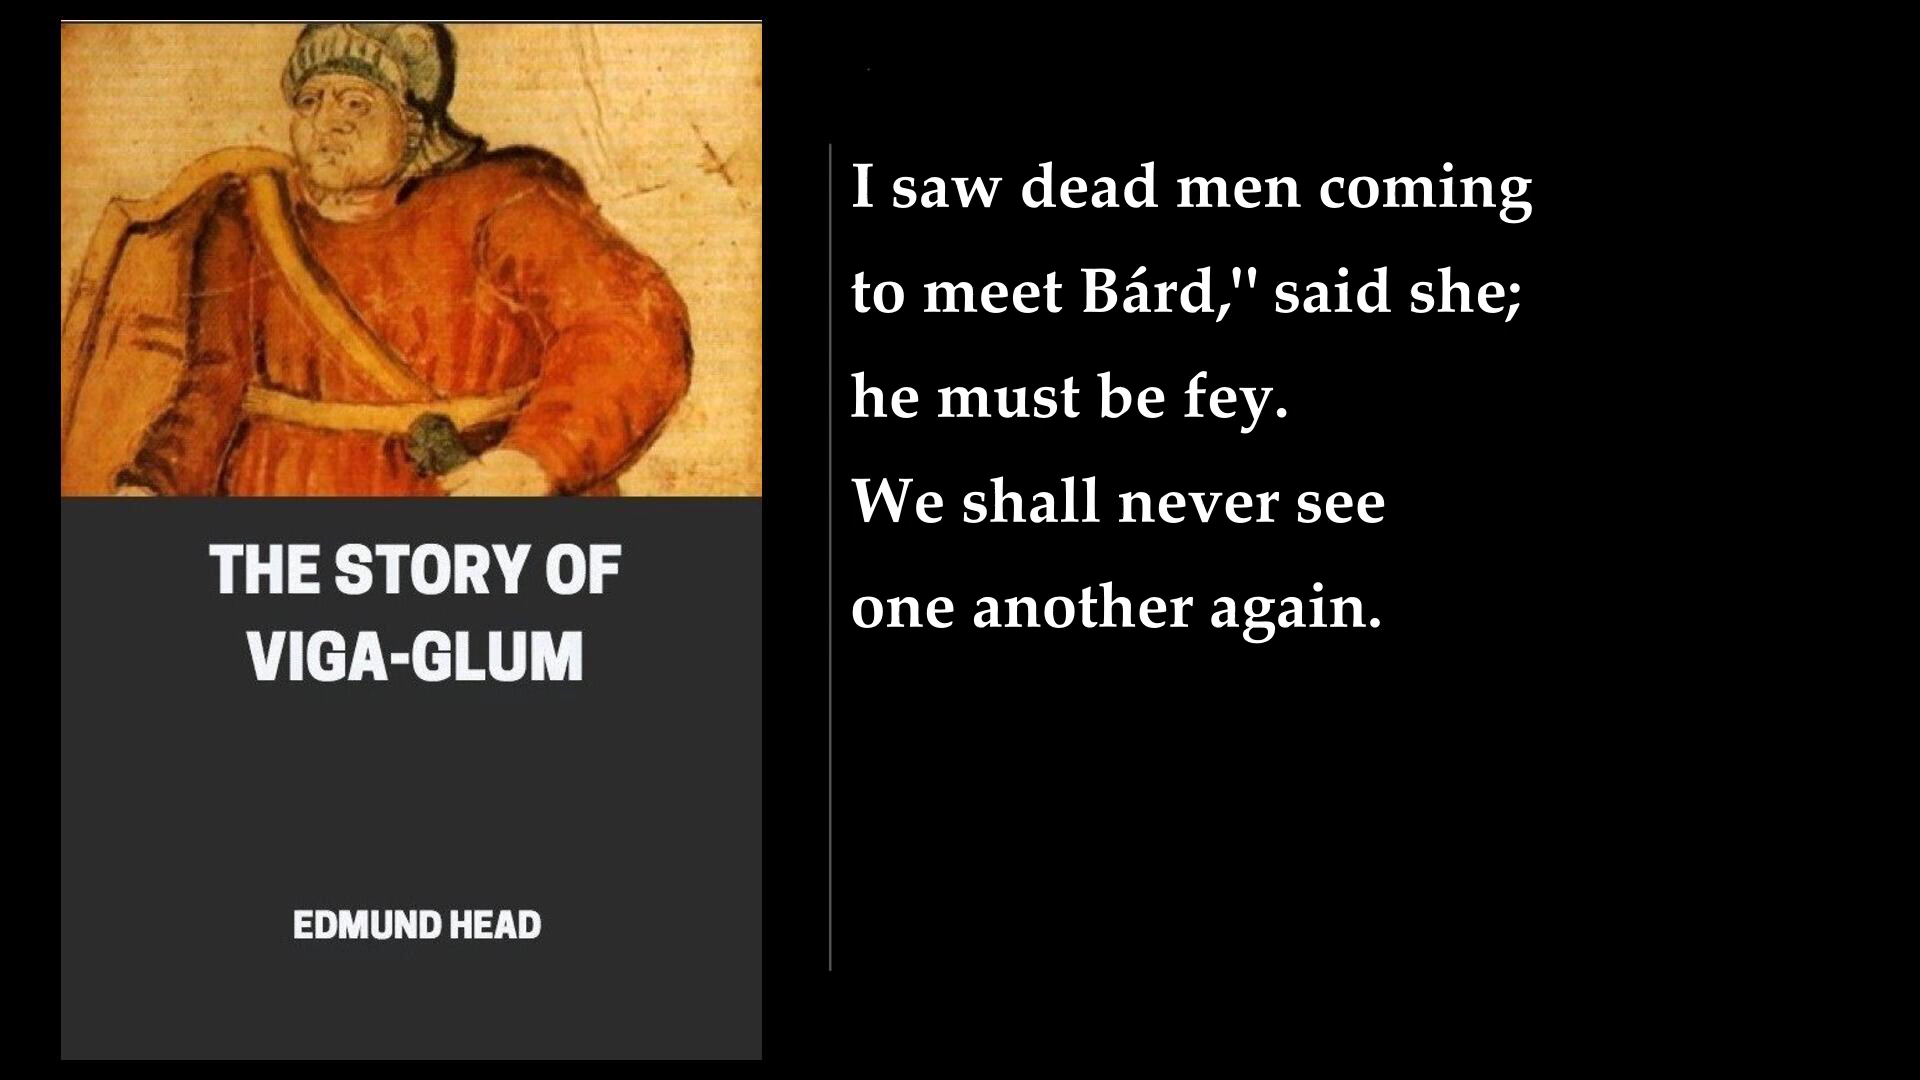 THE STORY OF
VIGA-GLUM
EDMUND HEAD
I saw dead men coming
to meet Bárd," said she;
he must be fey.
We shall never see
one another again.